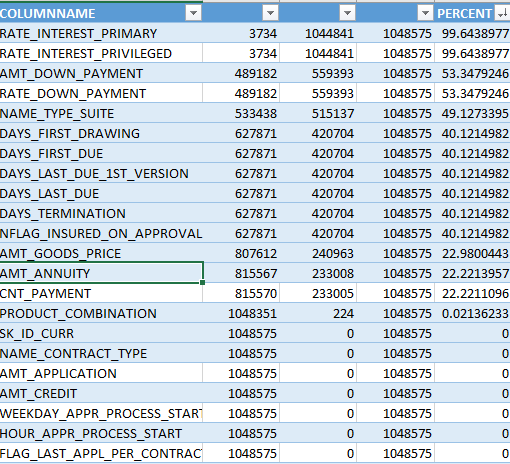 COLUMNNAME PERCENT
RATE_INTEREST_PRIMARY 3734 1044841 1048575 99.6438977
RATE_INTEREST_PRIVILEGED 3734 1044841 1048575 99.6438977
AMT_DOWN_PAYMENT 489182 559393 1048575 53.3479246
RATE_DOWN_PAYMENT 489182 559393 1048575 53.3479246
NAME_TYPE_SUITE 533438 515137 1048575 49.1273395
DAYS_FIRST_DRAWING 627871 420704 1048575 40.1214982
DAYS_FIRST_DUE 627871 420704 1048575 40.1214982
DAYS_LAST_DUE_1ST_VERSION 627871 420704 1048575 40.1214982
DAYS_LAST_DUE 627871 420704 1048575 40.1214982
DAYS_TERMINATION 627871 420704 1048575 40.1214982
NFLAG_INSURED_ON_APPROVAL 627871 420704 1048575 40.1214982
AMT_GOODS_PRICE 807612 240963 1048575 22.9800443
AMT_ANNUITY 815567 233008 1048575 22.2213957
CNT_PAYMENT 815570 233005 1048575 22.2211096
PRODUCT_COMBINATION 1048351 224 1048575 0.02136233
SK_ID_CURR 1048575 0 1048575 0
NAME_CONTRACT_TYPE 1048575 0 1048575 0
AMT_APPLICATION 1048575 0 1048575 0
AMT_CREDIT 1048575 0 1048575 0
WEEKDAY_APPR_PROCESS_START 1048575 0 1048575 0
HOUR_APPR_PROCESS_START 1048575 0 1048575 0
FLAG_LAST_APPL_PER_CONTRAC 1048575 0 1048575 0